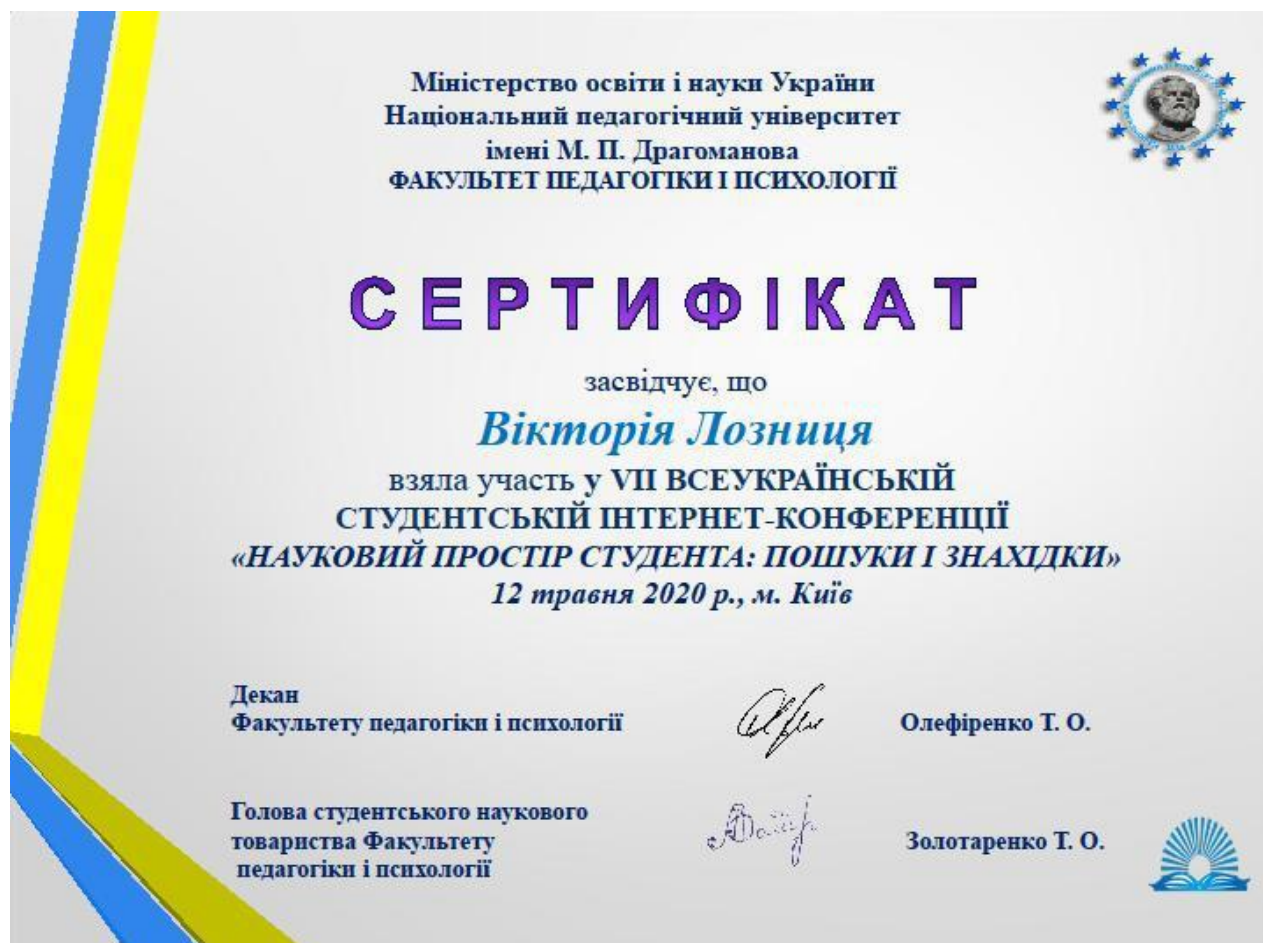 Міністерство освіти і науки України
Національний педагогічний університет
імені М. П. Драгоманова
ФАКУЛЬТЕТ ПЕДАГОГІКИ І ПСИХОЛОГІЇ
СЕРТИФІКАТ
засвідчує, що
Вікторія Лозниця
взяла участь у VII ВСЕУКРАЇНСЬКІЙ
СТУДЕНТСЬКІЙ ІНТЕРНЕТ-КОНФЕРЕНЦІЇ
«НАУКОВИЙ ПРОСТІР СТУДЕНТА: ПОШУКИ І ЗНАХІДКИ»
12 травня 2020 р., м. Київ
Декан
Факультету педагогіки і психології
Олефіренко Т. О.
Голова студентського наукового
товариства Факультету
педагогіки і психології
Золотаренко Т. О.